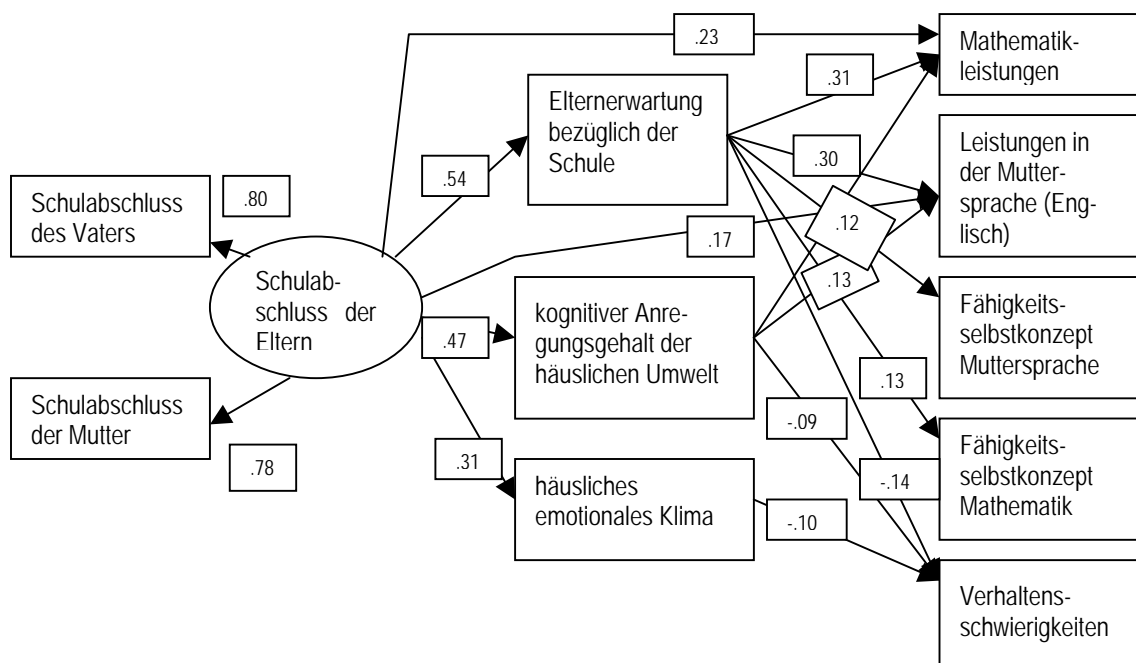 .23
Mathematik-
leistungen
.31
Elternerwartung
bezüglich der
Schule
Leistungen in
der Mutter-
sprache (Eng-
lisch)
.30
.54
.80
Schulabschluss
des Vaters
.12
.17
Schulab-
schluss der
Eltern
.13
kognitiver Anre-
gungsgehalt der
häuslichen Umwelt
Fähigkeits-
selbstkonzept
Muttersprache
.47
.13
Schulabschluss
der Mutter
-.09
.78
.31
häusliches
emotionales Klima
-.14
Fähigkeits-
selbstkonzept
Mathematik
-.10
Verhaltens-
schwierigkeiten